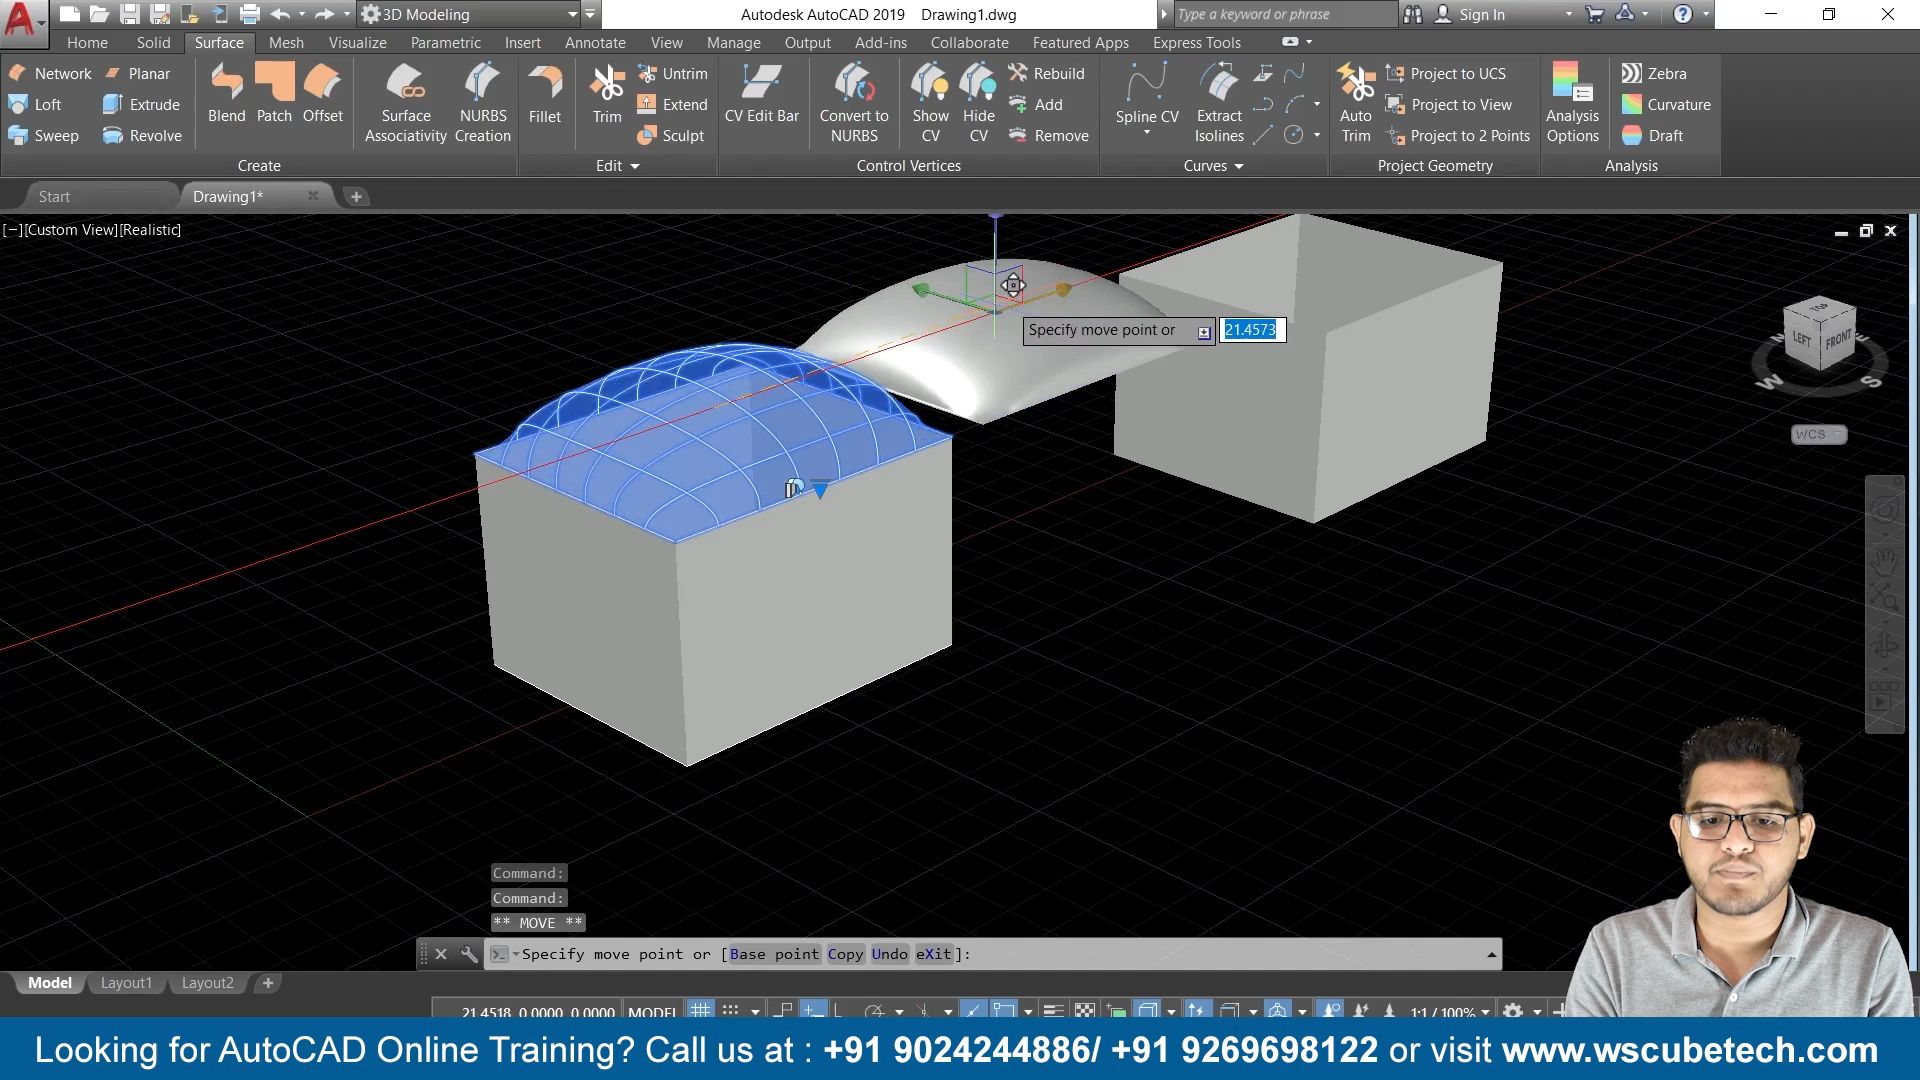 3D Modeling
Autodesk AutoCAD 2019 Drawing1.dwg
Type a keyword or phrase
Sign In
Home Solid Surface Mesh Visualize Parametric Insert Annotate View Manage Output Add-ins Collaborate Featured Apps Express Tools
Network Planar
Loft Extrude
Sweep Revolve
Blend Patch Offset
Surface Associativity
NURBS Creation
Create
Fillet
Trim
Untrim
Extend
Sculpt
Edit
CV Edit Bar
Convert to NURBS
Show CV
Hide CV
Rebuild
Add
Remove
Control Vertices
Spline CV
Extract Isolines
Curves
Auto Trim
Project to UCS
Project to View
Project to 2 Points
Project Geometry
Analysis Options
Zebra
Curvature
Draft
Analysis
Start Drawing1*
[−][Custom View][Realistic]
TOP
LEFT FRONT
N W S
WCS
Specify move point or 21.4573
Command:
Command:
** MOVE **
Specify move point or [Base point Copy Undo eXit]:
Model Layout1 Layout2
21.4518, 0.0000, 0.0000 MODEL 1:1 / 100%
Looking for AutoCAD Online Training? Call us at : +91 9024244886/ +91 9269698122 or visit www.wscubetech.com